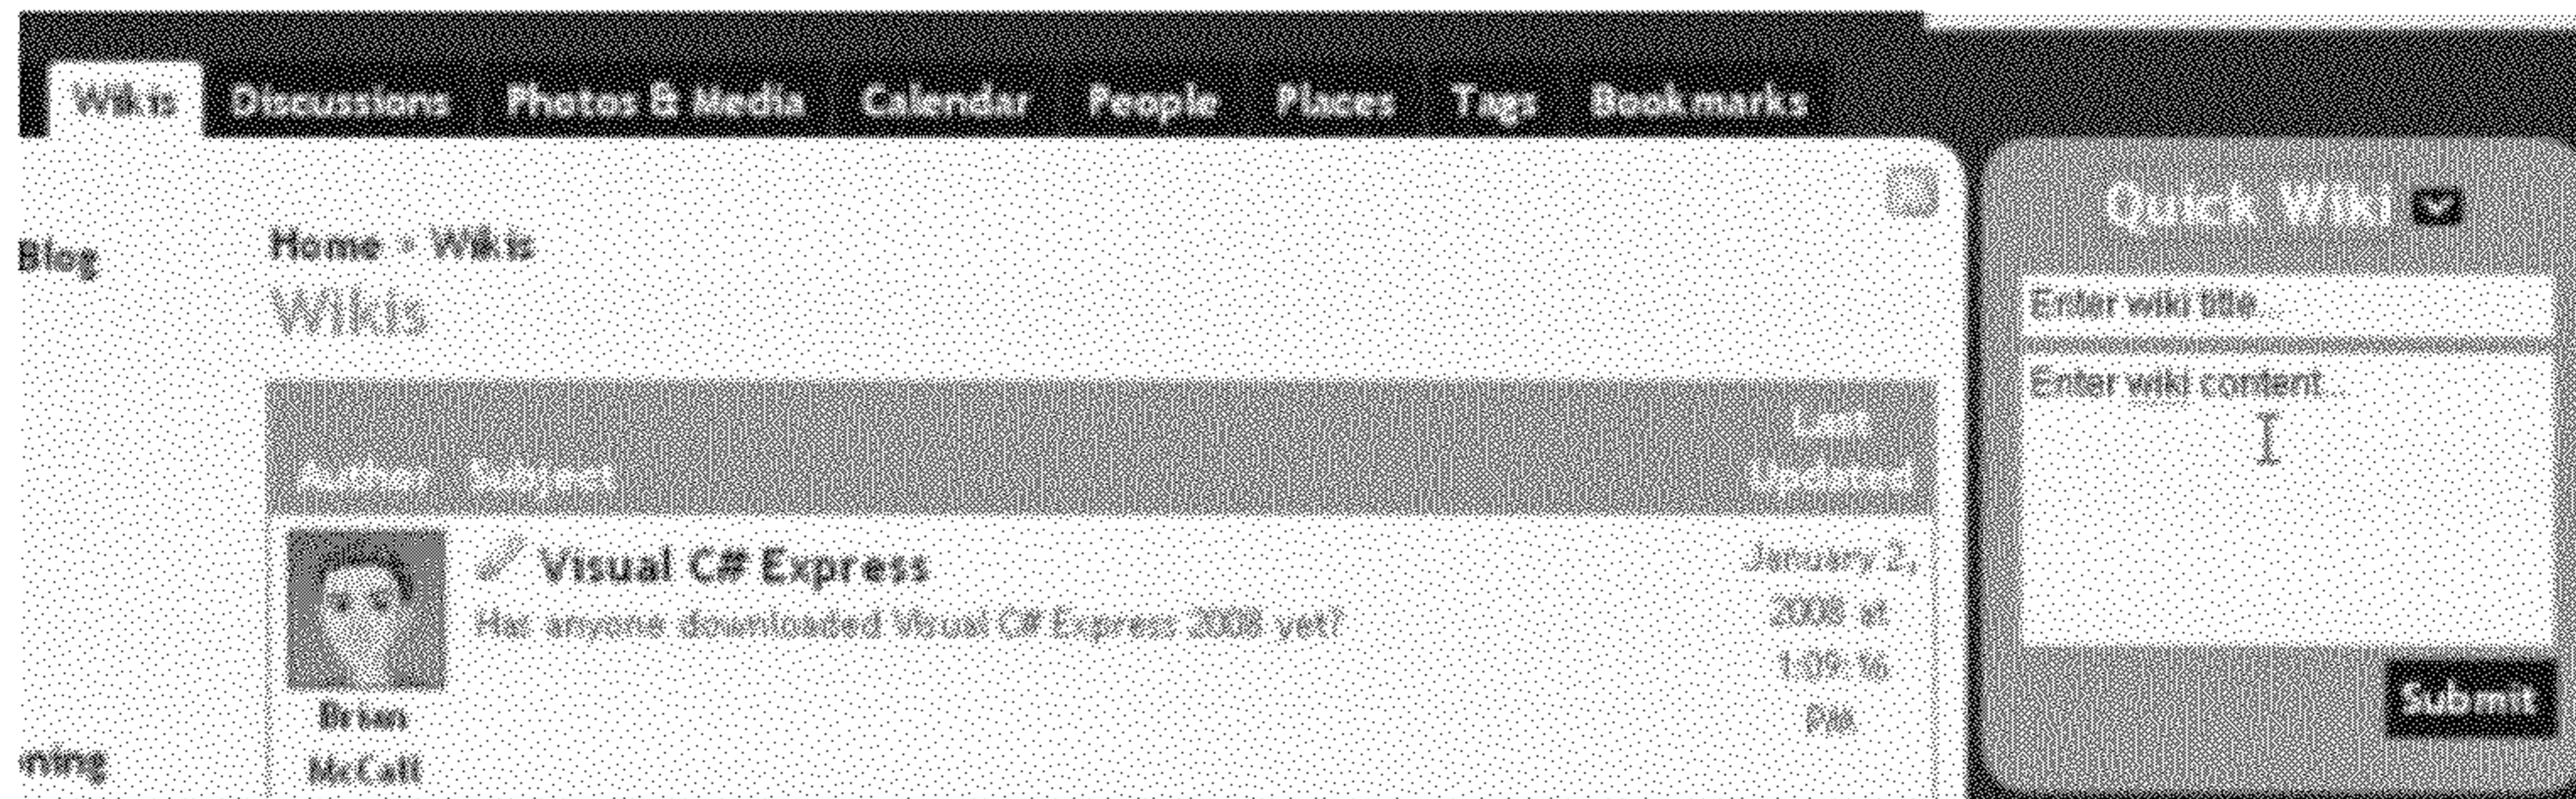 Wikis Discussions Photos & Media Calendar People Places Tags Bookmarks
Blog
Home Wikis
Wikis
Author Subject Last Updated
Visual C# Express
Has anyone downloaded Visual C# Express 2008 yet?
January 2,
2008 at
1:09:16
PM
Brian
McCall
ning
Quick Wiki
Enter wiki title...
Enter wiki content...
Submit